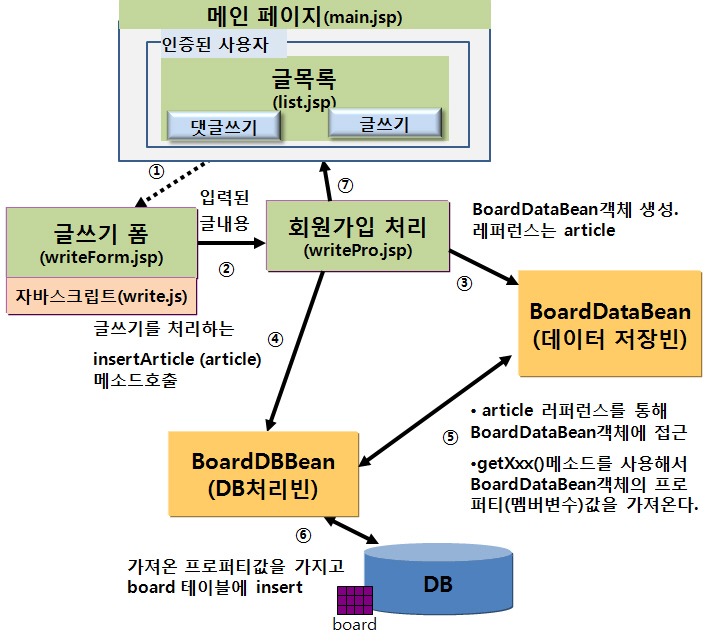 메인 페이지(main.jsp)
인증된 사용자
글목록
(list.jsp)
댓글쓰기
글쓰기
①
⑦
글쓰기 폼
(writeForm.jsp)
자바스크립트(write.js)
입력된
글내용
②
회원가입 처리
(writePro.jsp)
BoardDataBean객체 생성.
레퍼런스는 article
③
BoardDataBean
(데이터 저장빈)
글쓰기를 처리하는
insertArticle (article)
메소드호출
④
• article 러퍼런스를 통해
BoardDataBean객체에 접근
•getXxx()메소드를 사용해서
BoardDataBean객체의 프로
퍼티(멤버변수)값을 가져온다.
⑤
BoardDBBean
(DB처리빈)
⑥
가져온 프로퍼티값을 가지고
board 테이블에 insert
DB
board